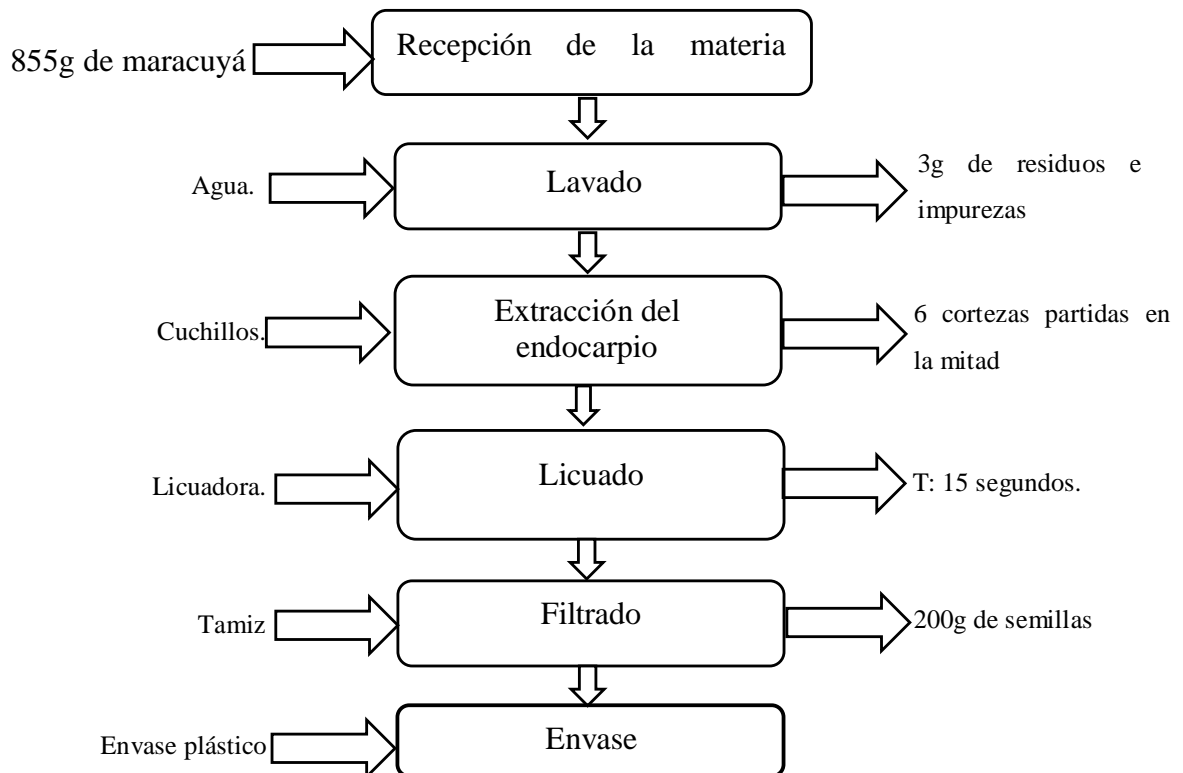 855g de maracuyá
Recepción de la materia
Agua.
Lavado
3g de residuos e
impurezas
Cuchillos.
Extracción del
endocarpio
6 cortezas partidas en
la mitad
Licuadora.
Licuado
T: 15 segundos.
Tamiz
Filtrado
200g de semillas
Envase plástico
Envase